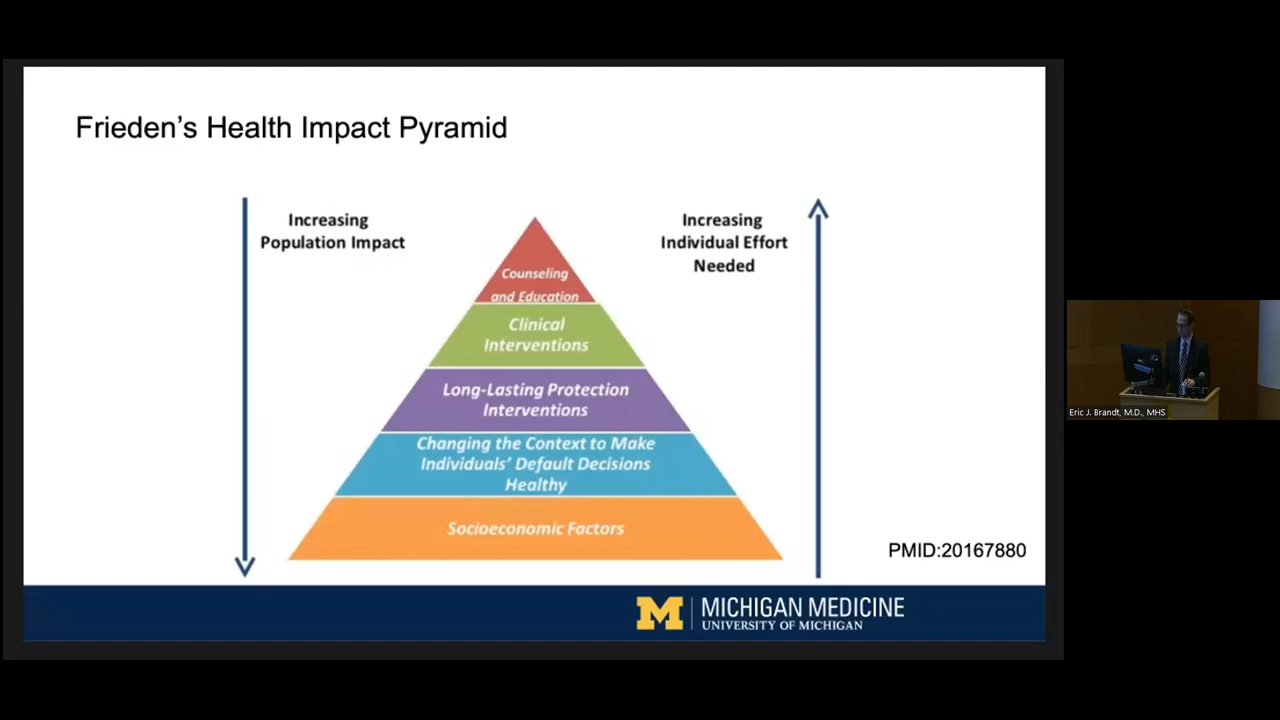 Frieden's Health Impact Pyramid
Increasing
Population Impact
Increasing
Individual Effort
Needed
Counseling
and Education
Clinical
Interventions
Long-Lasting Protection
Interventions
Changing the Context to Make
Individuals' Default Decisions
Healthy
Socioeconomic Factors
PMID:20167880
M
MICHIGAN MEDICINE
UNIVERSITY OF MICHIGAN
Eric J. Brandt, M.D., MHS